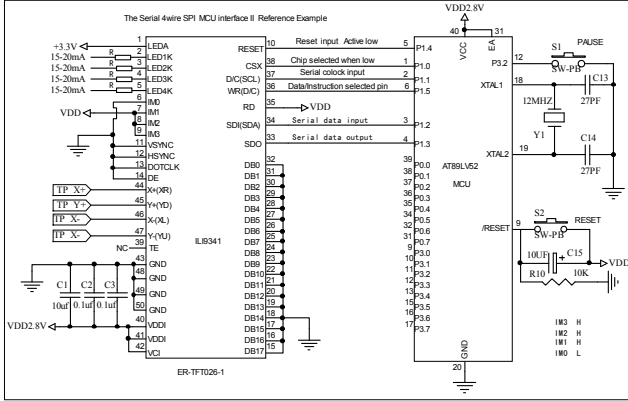 The Serial 4wire SPI MCU interface II Reference Example
VDD2.8V
+3.3V
15-20mA R
15-20mA R
15-20mA R
15-20mA R
VDD
1 LEDA
2 LED1K
3 LED2K
4 LED3K
5 LED4K
6 IM0
7 IM1
8 IM2
9 IM3
11 VSYNC
12 HSYNC
13 DOTCLK
14 DE
TP X+ 44 X+(XR)
TP Y+ 45 Y+(YD)
TP X- 46 X-(XL)
TP X- 47 Y-(YU)
NC 39 TE
43 GND
48 GND
49 GND
50 GND
40 VDDI
41 VDDI
42 VCI
C1 C2 C3
10uf 0.1uf 0.1uf
VDD2.8V
ILI9341
ER-TFT026-1
RESET 10 Reset input Active low 5 P1.4
CSX 38 Chip selected when low 1 P1.0
D/C(SCL) 37 Serial colock input 2 P1.1
WR(D/C) 36 Data/Instruction selected pin 6 P1.5
RD 35 VDD
SDI(SDA) 34 Serial data input 3 P1.2
SDO 33 Serial data output 4 P1.3
DB0 32
DB1 31
DB2 30
DB3 29
DB4 28
DB5 27
DB6 26
DB7 25
DB8 24
DB9 23
DB10 22
DB11 21
DB12 20
DB13 19
DB14 18
DB15 17
DB16 16
DB17 15
39 P0.0
38 P0.1
37 P0.2
36 P0.3
35 P0.4
34 P0.5
33 P0.6
32 P0.7
31 P3.0
P3.1
P3.2
P3.3
P3.4
P3.5
P3.6
P3.7
40 VCC
31 EA
AT89LV52
MCU
GND
20
P3.2 12
S1 PAUSE
SW-PB
XTAL1 18
C13
27PF
12MHZ
Y1
XTAL2 19
C14
27PF
/RESET 9
S2 RESET
SW-PB
10UF + C15
VDD
R10 10K
IM3 H
IM2 H
IM1 H
IM0 L